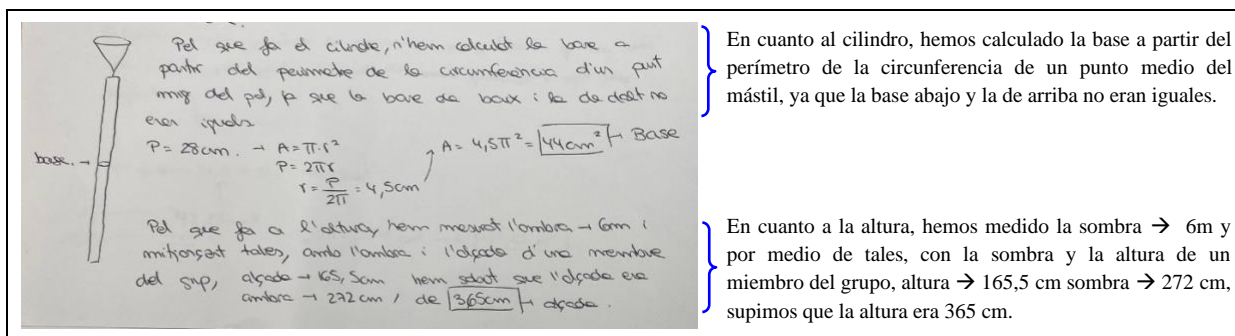 Pel que fa el cilindre, n'hem calculat la base a
partir del perímetre de la circumferència d'un punt
mig del pal, ja que la base de baix i la de dalt no
eren iguals
P = 28cm. → A = π·r²
P = 2πr
r = P/2π = 4,5cm
A = 4,5π² = 44cm² → Base
base. →
Pel que fa a l'altura, hem mesurat l'ombra → 6m i
mitjonçant tales, amb l'ombra i l'alçada d'una membre
del grup, alçada → 165,5cm hem sabut que l'alçada era
ombra → 272 cm, de 365cm → alçada.
En cuanto al cilindro, hemos calculado la base a partir del
perímetro de la circunferencia de un punto medio del
mástil, ya que la base abajo y la de arriba no eran iguales.
En cuanto a la altura, hemos medido la sombra → 6m y
por medio de tales, con la sombra y la altura de un
miembro del grupo, altura → 165,5 cm sombra → 272 cm,
supimos que la altura era 365 cm.